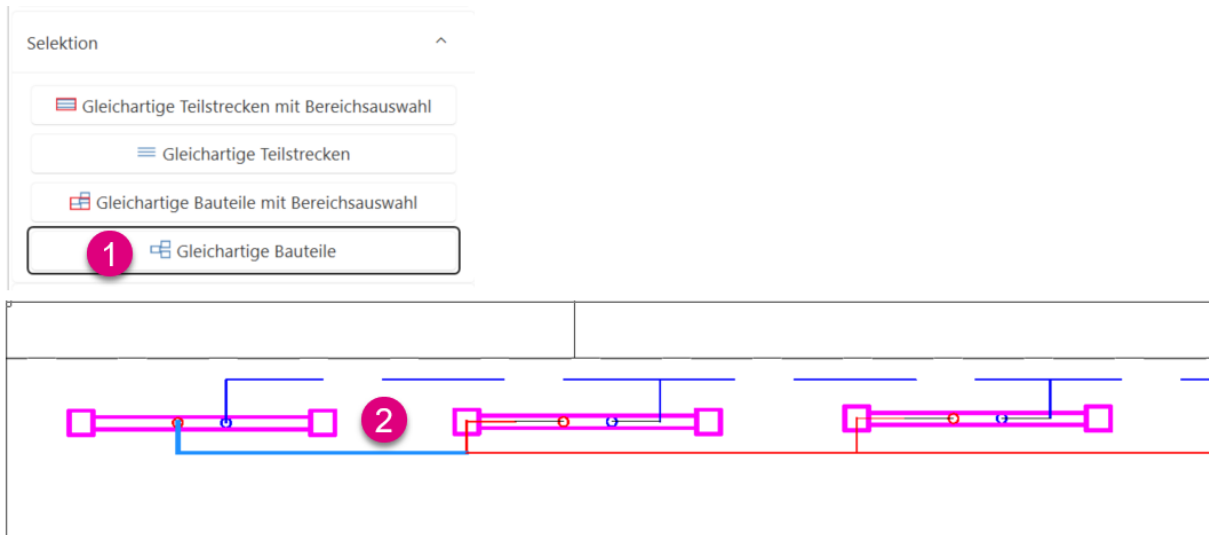 Selektion
Gleichartige Teilstrecken mit Bereichsauswahl
Gleichartige Teilstrecken
Gleichartige Bauteile mit Bereichsauswahl
1 Gleichartige Bauteile
2